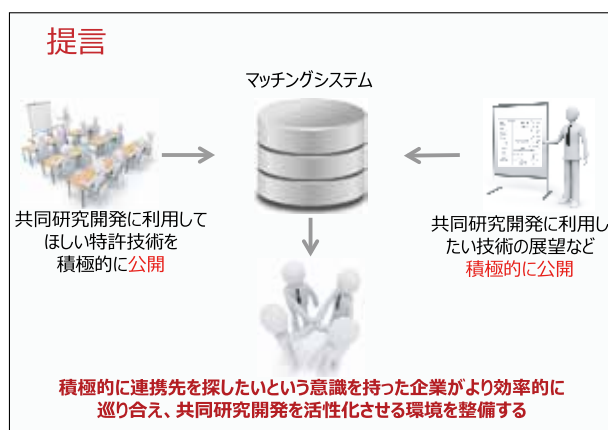 提言
マッチングシステム
共同研究開発に利用して
ほしい特許技術を
積極的に公開
共同研究開発に利用し
たい技術の展望など
積極的に公開
積極的に連携先を探したいという意識を持った企業がより効率的に
巡り合え、共同研究開発を活性化させる環境を整備する